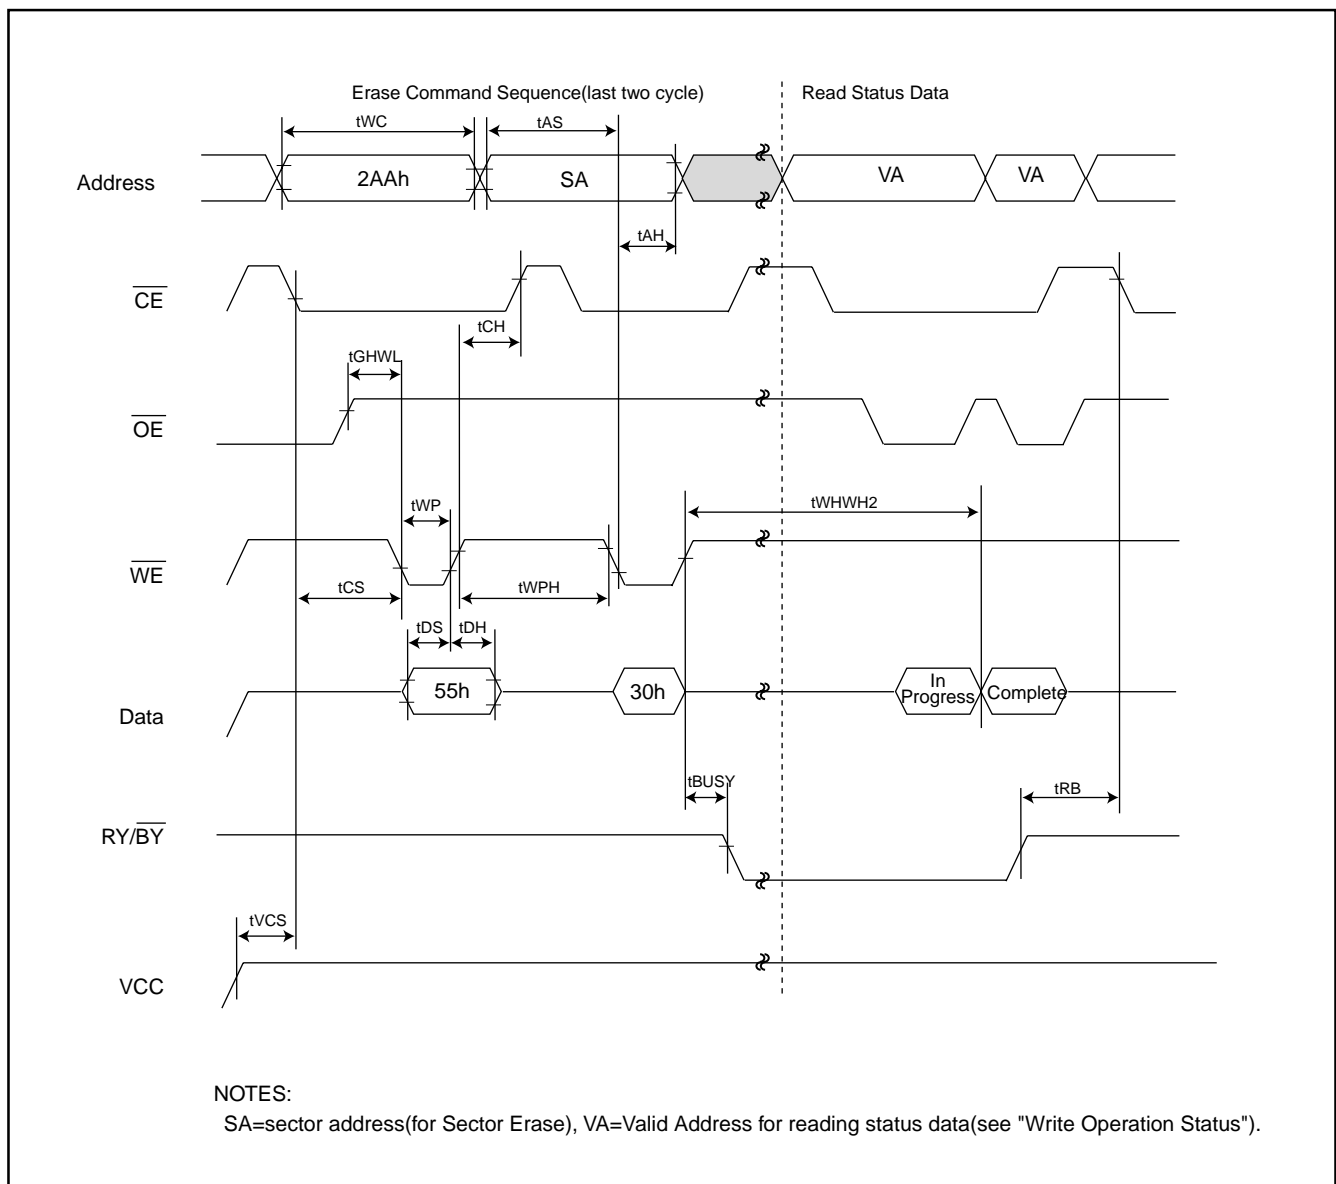 Erase Command Sequence(last two cycle)
Read Status Data
tWC
tAS
Address
2AAh
SA
VA
VA
tAH
CE
tCH
tGHWL
OE
tWP
tWHWH2
WE
tCS
tWPH
tDS
tDH
Data
55h
30h
In
Progress
Complete
tBUSY
tRB
RY/BY
tVCS
VCC
NOTES:
SA=sector address(for Sector Erase), VA=Valid Address for reading status data(see "Write Operation Status").